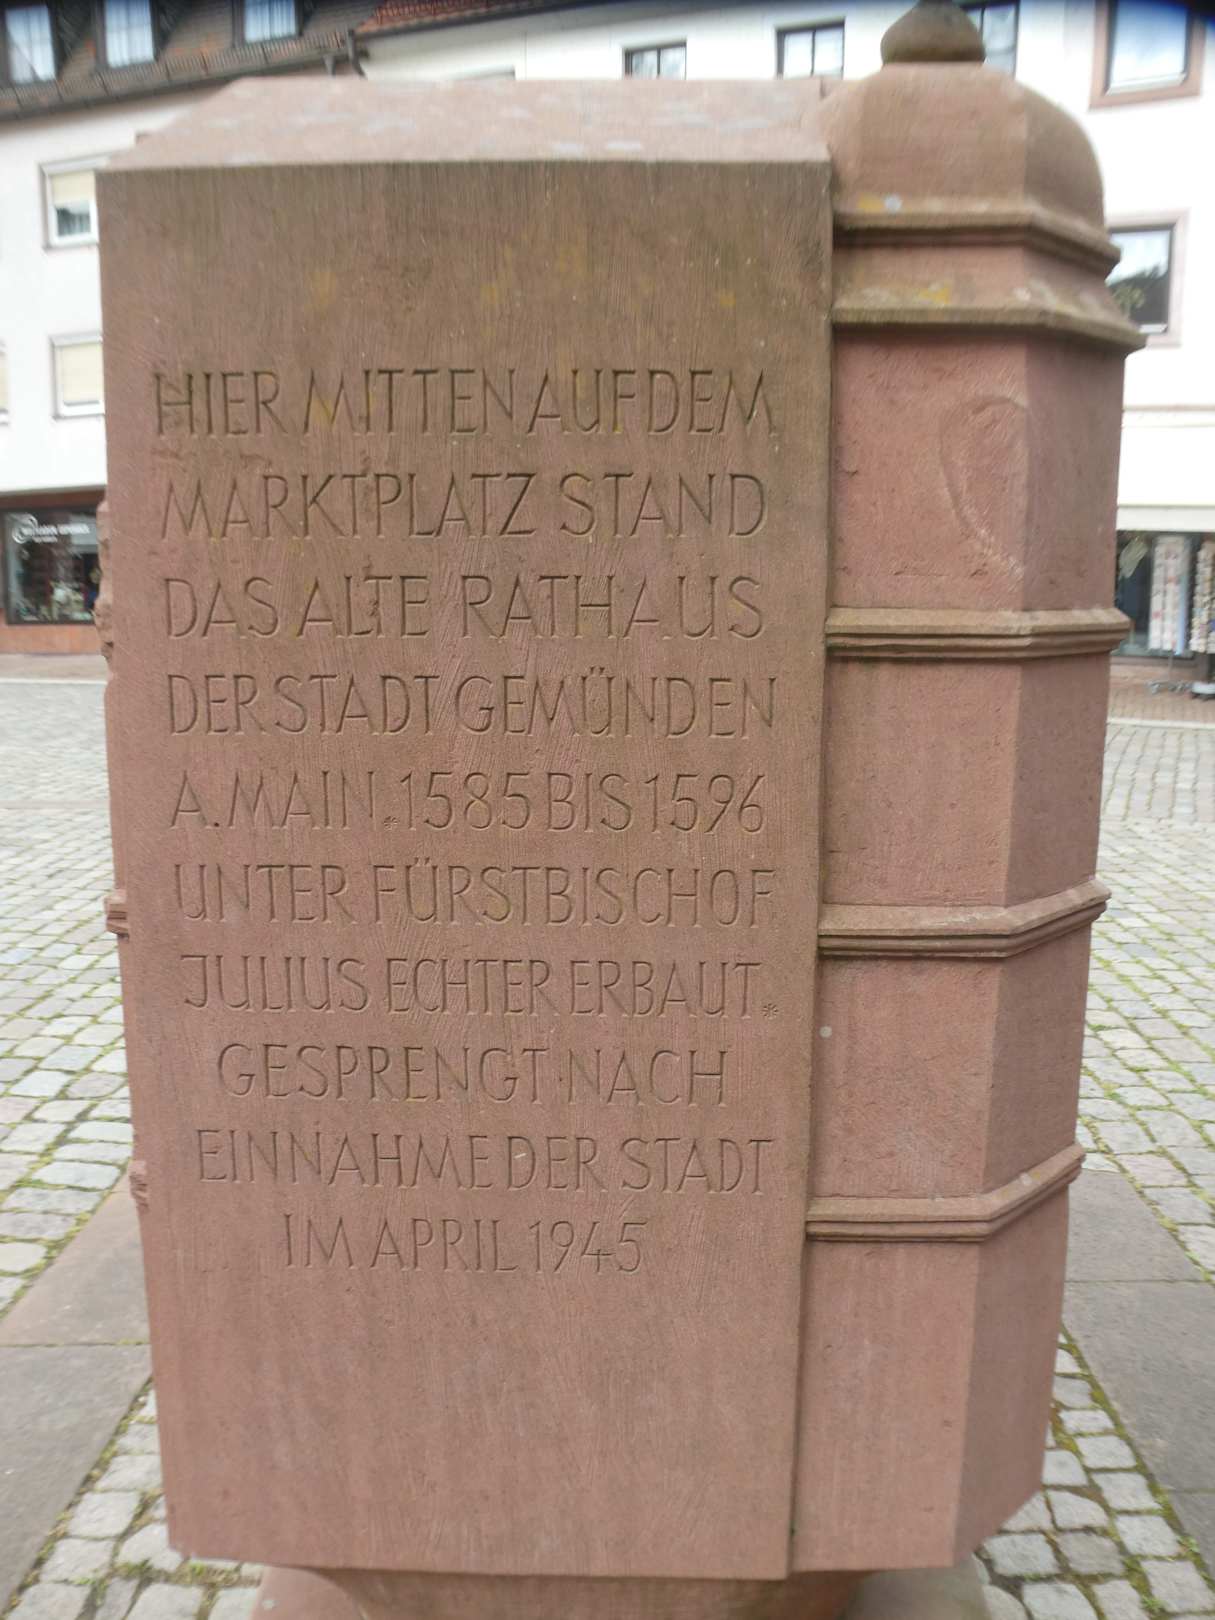 HIER MITTEN AUF DEM
MARKTPLATZ STAND
DAS ALTE RATHAUS
DER STADT GEMÜNDEN
A. MAIN. 1585 BIS 1596
UNTER FÜRSTBISCHOF
JULIUS ECHTER ERBAUT.
GESPRENGT NACH
EINNAHME DER STADT
IM APRIL 1945